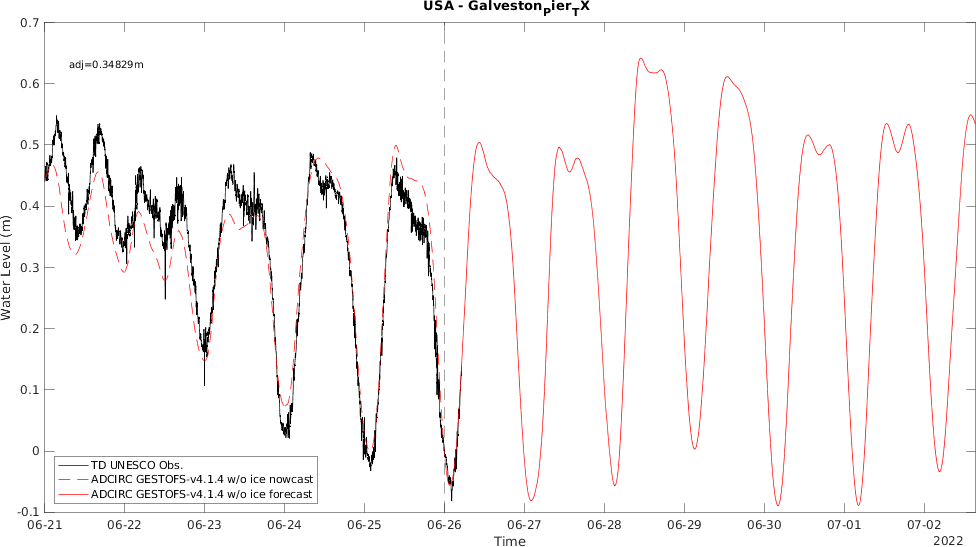 USA - Galveston_Pier_TX
0.7
adj=0.34829m
0.6
0.5
0.4
0.3
0.2
0.1
0
-0.1
Water Level (m)
TD UNESCO Obs.
ADCIRC GESTOFS-v4.1.4 w/o ice nowcast
ADCIRC GESTOFS-v4.1.4 w/o ice forecast
06-21 06-22 06-23 06-24 06-25 06-26 06-27 06-28 06-29 06-30 07-01 07-02
Time
2022